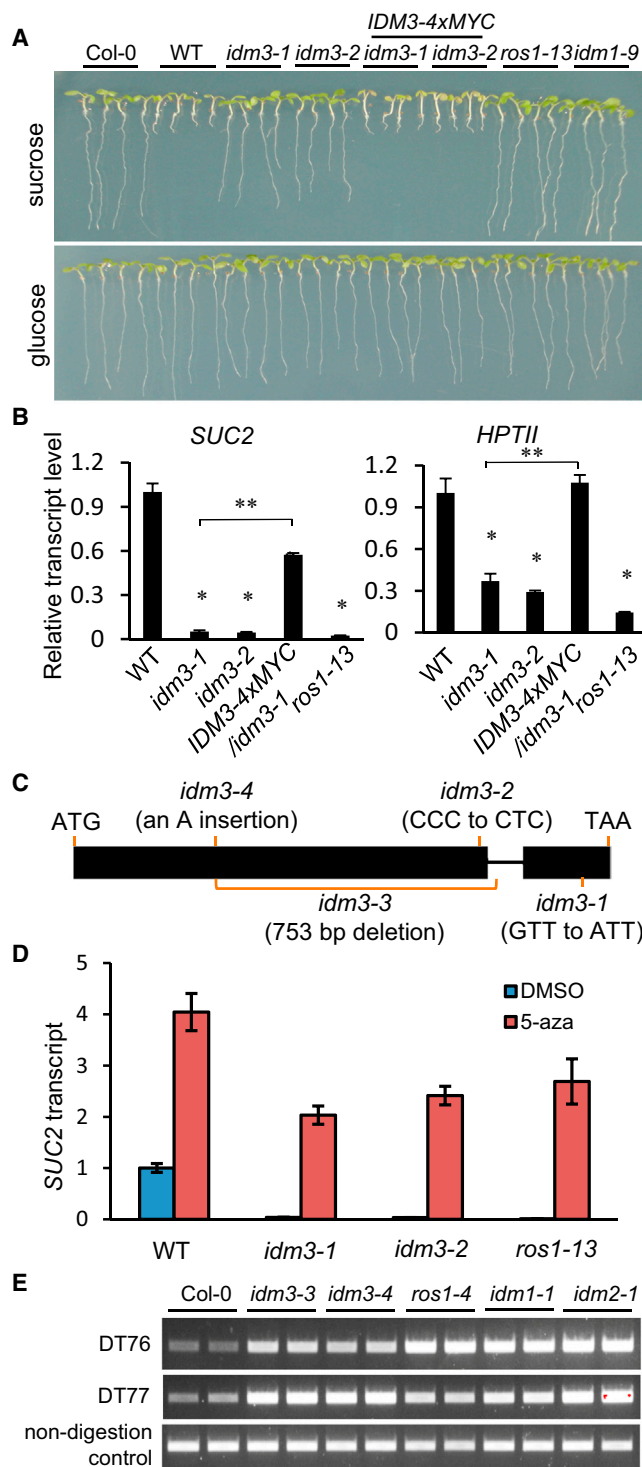 A
IDM3-4xMYC
Col-0 WT idm3-1 idm3-2 idm3-1 idm3-2 ros1-13 idm1-9
sucrose
glucose
B
SUC2
HPTII
Relative transcript level
1.2
0.9
0.6
0.3
0
**
*
*
*
WT
idm3-1
idm3-2
IDM3-4xMYC
/idm3-1
ros1-13
1.2
0.9
0.6
0.3
0
**
*
*
*
WT
idm3-1
idm3-2
IDM3-4xMYC
/idm3-1
ros1-13
C
idm3-4
idm3-2
ATG
(an A insertion)
(CCC to CTC)
TAA
idm3-3
idm3-1
(753 bp deletion)
(GTT to ATT)
D
SUC2 transcript
5
4
3
2
1
0
DMSO
5-aza
WT idm3-1 idm3-2 ros1-13
E
Col-0 idm3-3 idm3-4 ros1-4 idm1-1 idm2-1
DT76
DT77
non-digestion
control